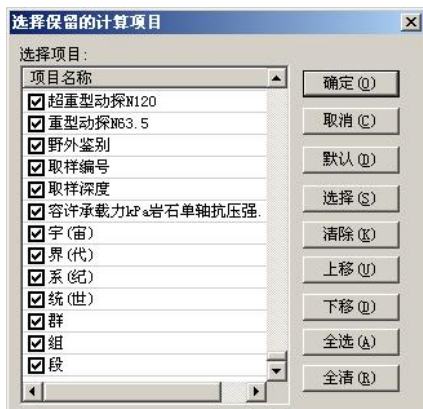 选择保留的计算项目
选择项目:
项目名称
超重型动探N120
重型动探N63.5
野外鉴别
取样编号
取样深度
容许承载力kPa岩石单轴抗压强.
宇(宙)
界(代)
系(纪)
统(世)
群
组
段
确定(O)
取消(C)
默认(D)
选择(S)
清除(K)
上移(U)
下移(D)
全选(A)
全清(R)